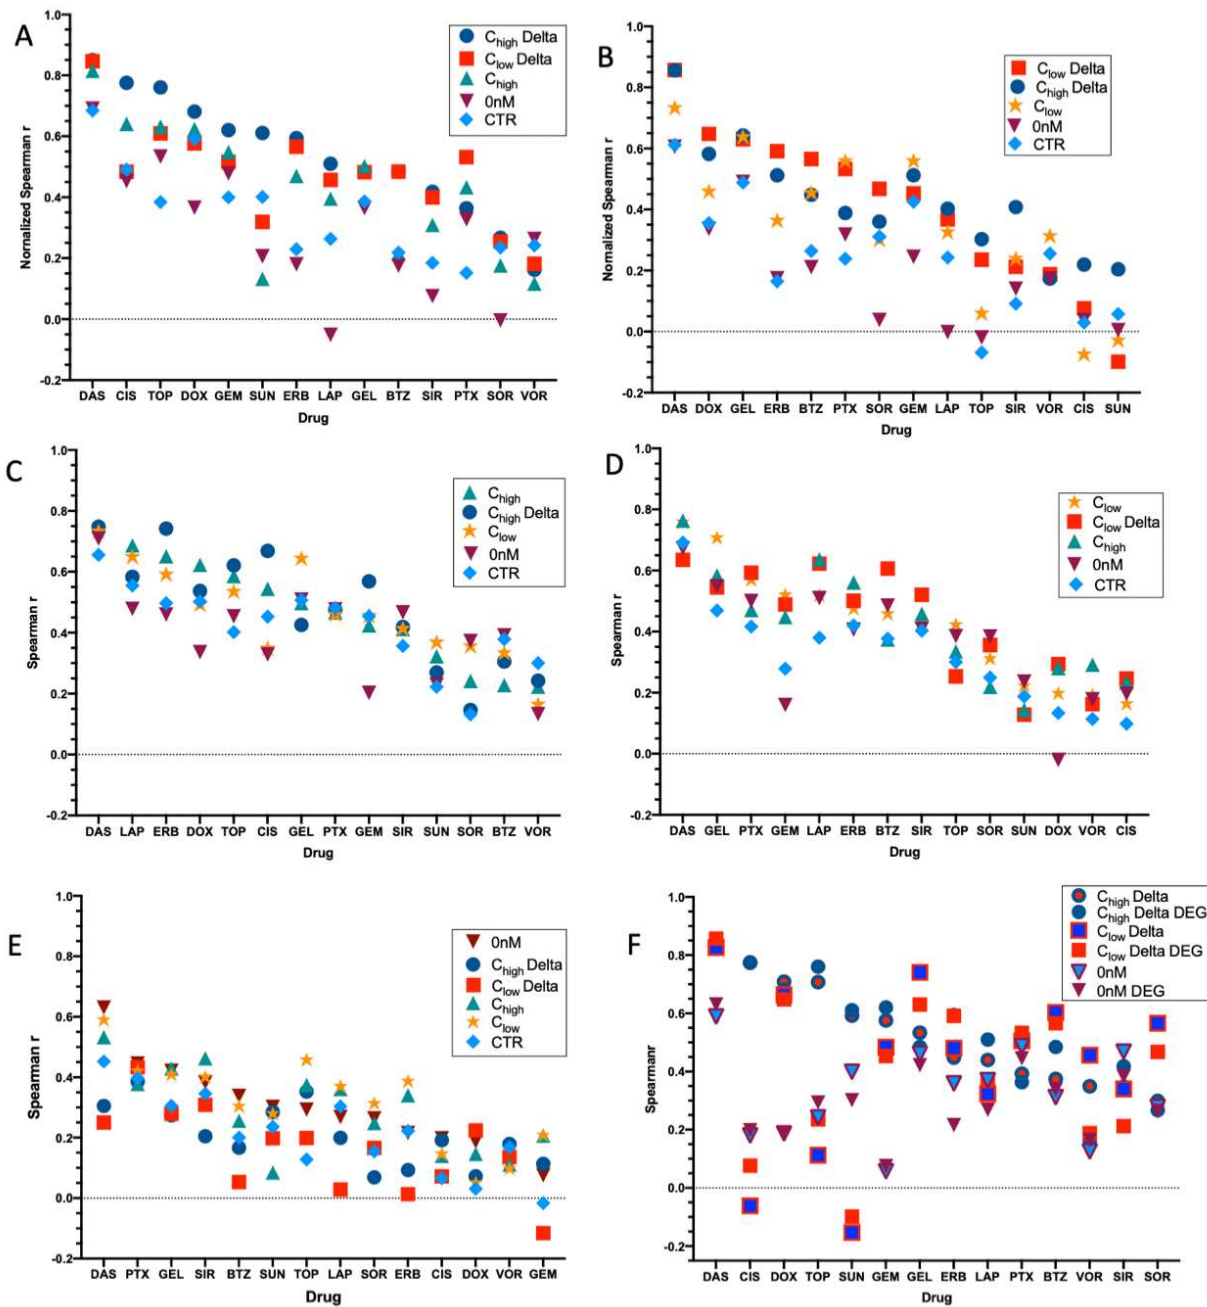 A
1.0
0.8
0.6
0.4
0.2
0.0
-0.2
Nornalized Spearman r
Chigh Delta
Clow Delta
Chigh
0nM
CTR
DAS CIS TOP DOX GEM SUN ERB LAP GEL BTZ SIR PTX SOR VOR
Drug
B
1.0
0.8
0.6
0.4
0.2
0.0
-0.2
Nomalized Spearman r
Clow Delta
Chigh Delta
Clow
0nM
CTR
DAS DOX GEL ERB BTZ PTX SOR GEM LAP TOP SIR VOR CIS SUN
Drug
C
1.0
0.8
0.6
0.4
0.2
0.0
-0.2
Spearman r
Chigh
Chigh Delta
Clow
0nM
CTR
DAS LAP ERB DOX TOP CIS GEL PTX GEM SIR SUN SOR BTZ VOR
Drug
D
1.0
0.8
0.6
0.4
0.2
0.0
-0.2
Spearman r
Clow
Clow Delta
Chigh
0nM
CTR
DAS GEL PTX GEM LAP ERB BTZ SIR TOP SOR SUN DOX VOR CIS
Drug
E
1.0
0.8
0.6
0.4
0.2
0.0
-0.2
Spearman r
0nM
Chigh Delta
Clow Delta
Chigh
Clow
CTR
DAS PTX GEL SIR BTZ SUN TOP LAP SOR ERB CIS DOX VOR GEM
Drug
F
1.0
0.8
0.6
0.4
0.2
0.0
-0.2
Spearmanr
Chigh Delta
Chigh Delta DEG
Clow Delta
Clow Delta DEG
0nM
0nM DEG
DAS CIS DOX TOP SUN GEM GEL ERB LAP PTX BTZ VOR SIR SOR
Drug